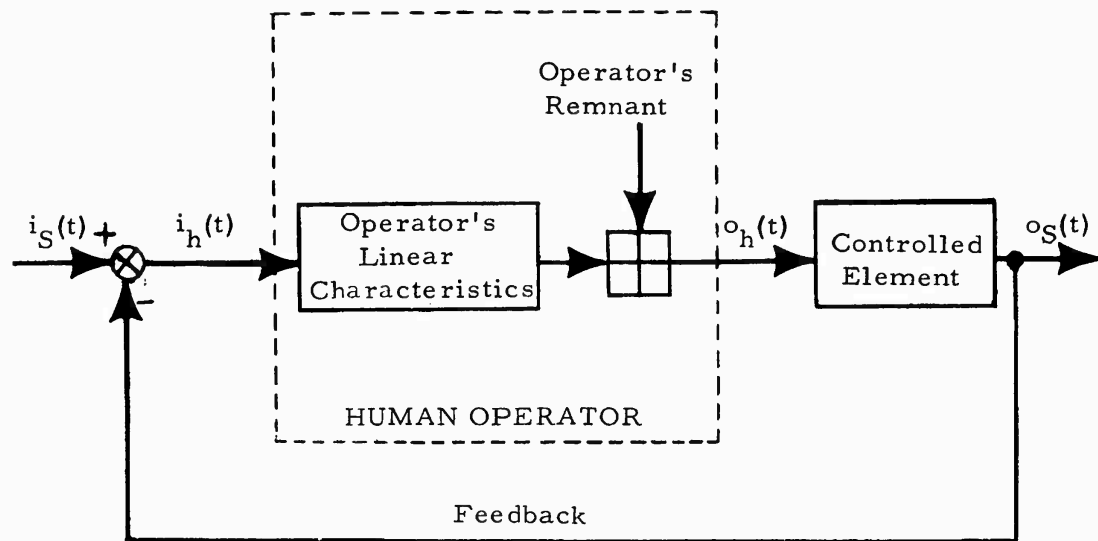 Operator's
Remnant
i_S(t)
+
-
i_h(t)
Operator's
Linear
Characteristics
o_h(t)
Controlled
Element
o_S(t)
HUMAN OPERATOR
Feedback